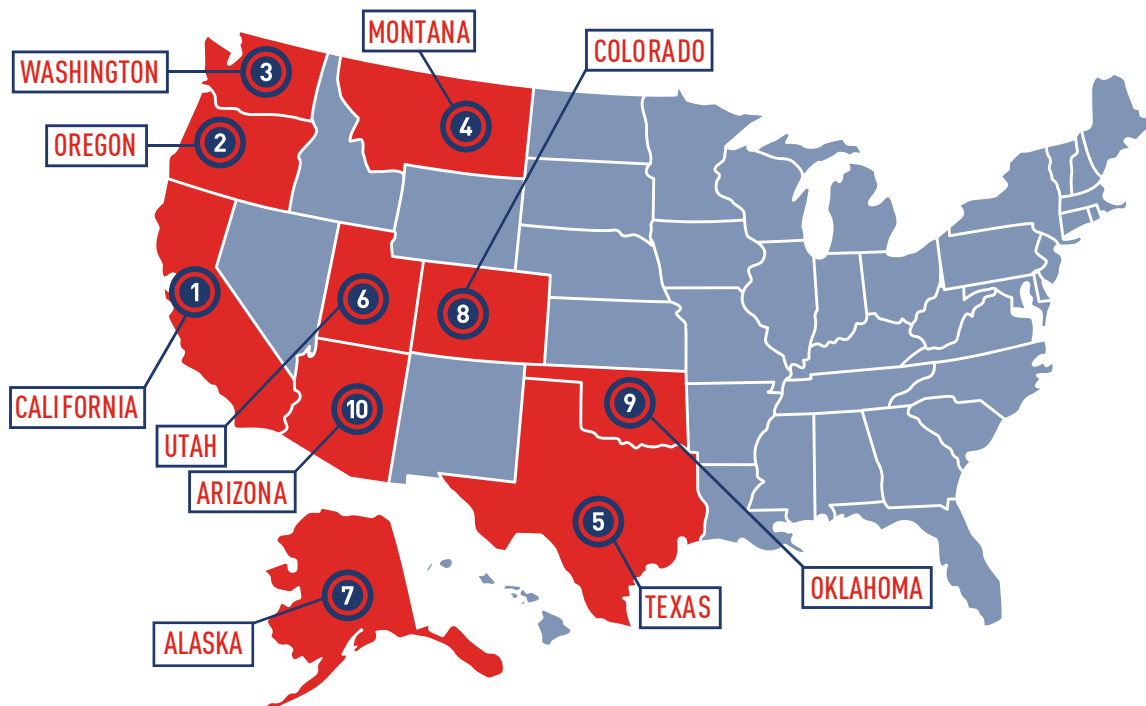 MONTANA
COLORADO
WASHINGTON
3
4
OREGON
2
1
6
8
CALIFORNIA
10
9
UTAH
ARIZONA
5
OKLAHOMA
7
TEXAS
ALASKA